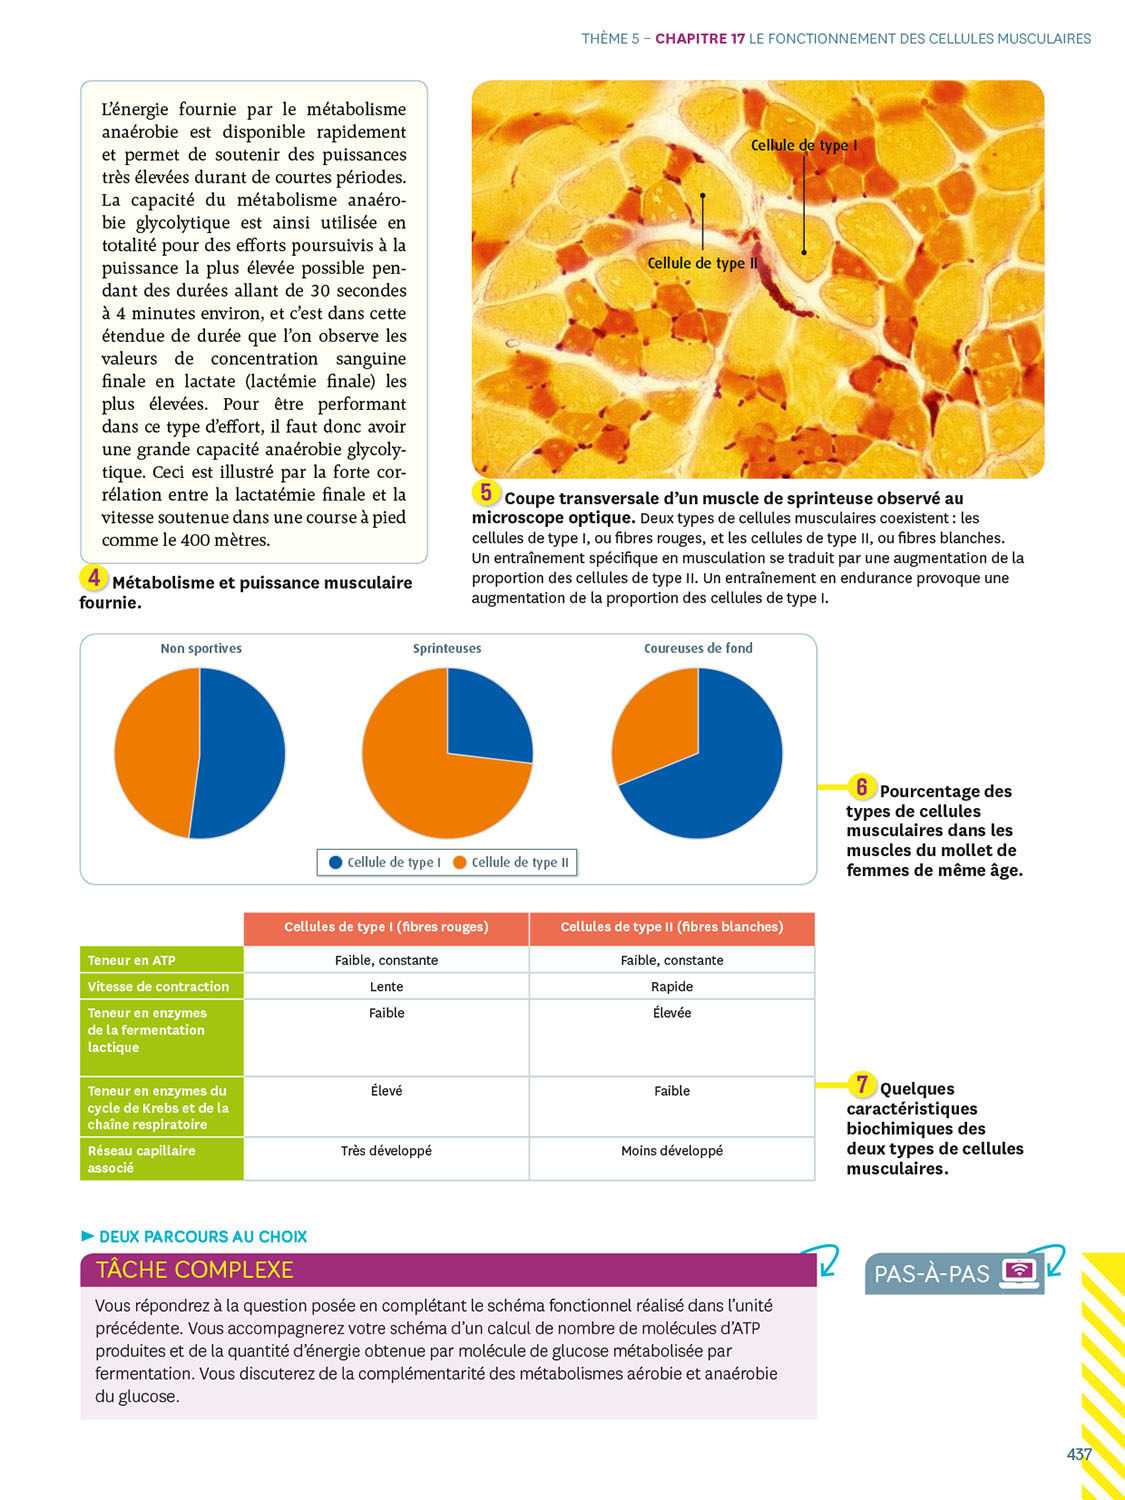 THÈME 5 – CHAPITRE 17 LE FONCTIONNEMENT DES CELLULES MUSCULAIRES
L’énergie fournie par le métabolisme
anaérobie est disponible rapidement
et permet de soutenir des puissances
très élevées durant de courtes périodes.
La capacité du métabolisme anaéro-
bie glycolytique est ainsi utilisée en
totalité pour des efforts poursuivis à la
puissance la plus élevée possible pen-
dant des durées allant de 30 secondes
à 4 minutes environ, et c’est dans cette
étendue de durée que l’on observe les
valeurs de concentration sanguine
finale en lactate (lactémie finale) les
plus élevées. Pour être performant
dans ce type d’effort, il faut donc avoir
une grande capacité anaérobie glycoly-
tique. Ceci est illustré par la forte cor-
rélation entre la lactatémie finale et la
vitesse soutenue dans une course à pied
comme le 400 mètres.
4 Métabolisme et puissance musculaire
fournie.
Cellule de type I
Cellule de type II
5 Coupe transversale d’un muscle de sprinteuse observé au
microscope optique. Deux types de cellules musculaires coexistent : les
cellules de type I, ou fibres rouges, et les cellules de type II, ou fibres blanches.
Un entraînement spécifique en musculation se traduit par une augmentation de la
proportion des cellules de type II. Un entraînement en endurance provoque une
augmentation de la proportion des cellules de type I.
Non sportives
Sprinteuses
Coureuses de fond
Cellule de type I
Cellule de type II
6 Pourcentage des
types de cellules
musculaires dans les
muscles du mollet de
femmes de même âge.
Cellules de type I (fibres rouges)
Cellules de type II (fibres blanches)
Teneur en ATP
Faible, constante
Faible, constante
Vitesse de contraction
Lente
Rapide
Teneur en enzymes
de la fermentation
lactique
Faible
Élevée
Teneur en enzymes du
cycle de Krebs et de la
chaîne respiratoire
Élevé
Faible
Réseau capillaire
associé
Très développé
Moins développé
7 Quelques
caractéristiques
biochimiques des
deux types de cellules
musculaires.
► DEUX PARCOURS AU CHOIX
TÂCHE COMPLEXE
Vous répondrez à la question posée en complétant le schéma fonctionnel réalisé dans l’unité
précédente. Vous accompagnerez votre schéma d’un calcul de nombre de molécules d’ATP
produites et de la quantité d’énergie obtenue par molécule de glucose métabolisée par
fermentation. Vous discuterez de la complémentarité des métabolismes aérobie et anaérobie
du glucose.
PAS-À-PAS
437